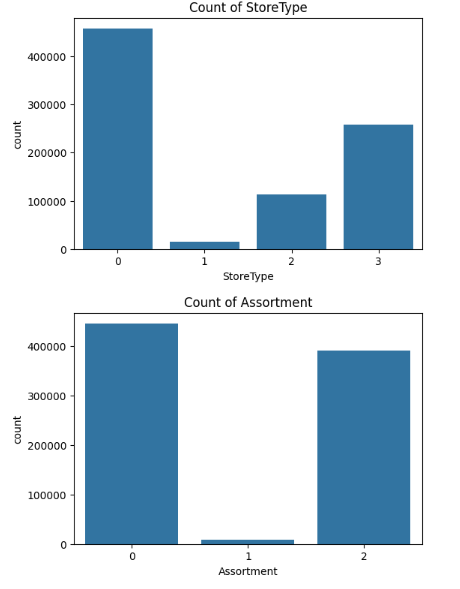 Count of StoreType
400000
300000
200000
100000
0
count
0 1 2 3
StoreType
Count of Assortment
400000
300000
200000
100000
0
count
0 1 2
Assortment